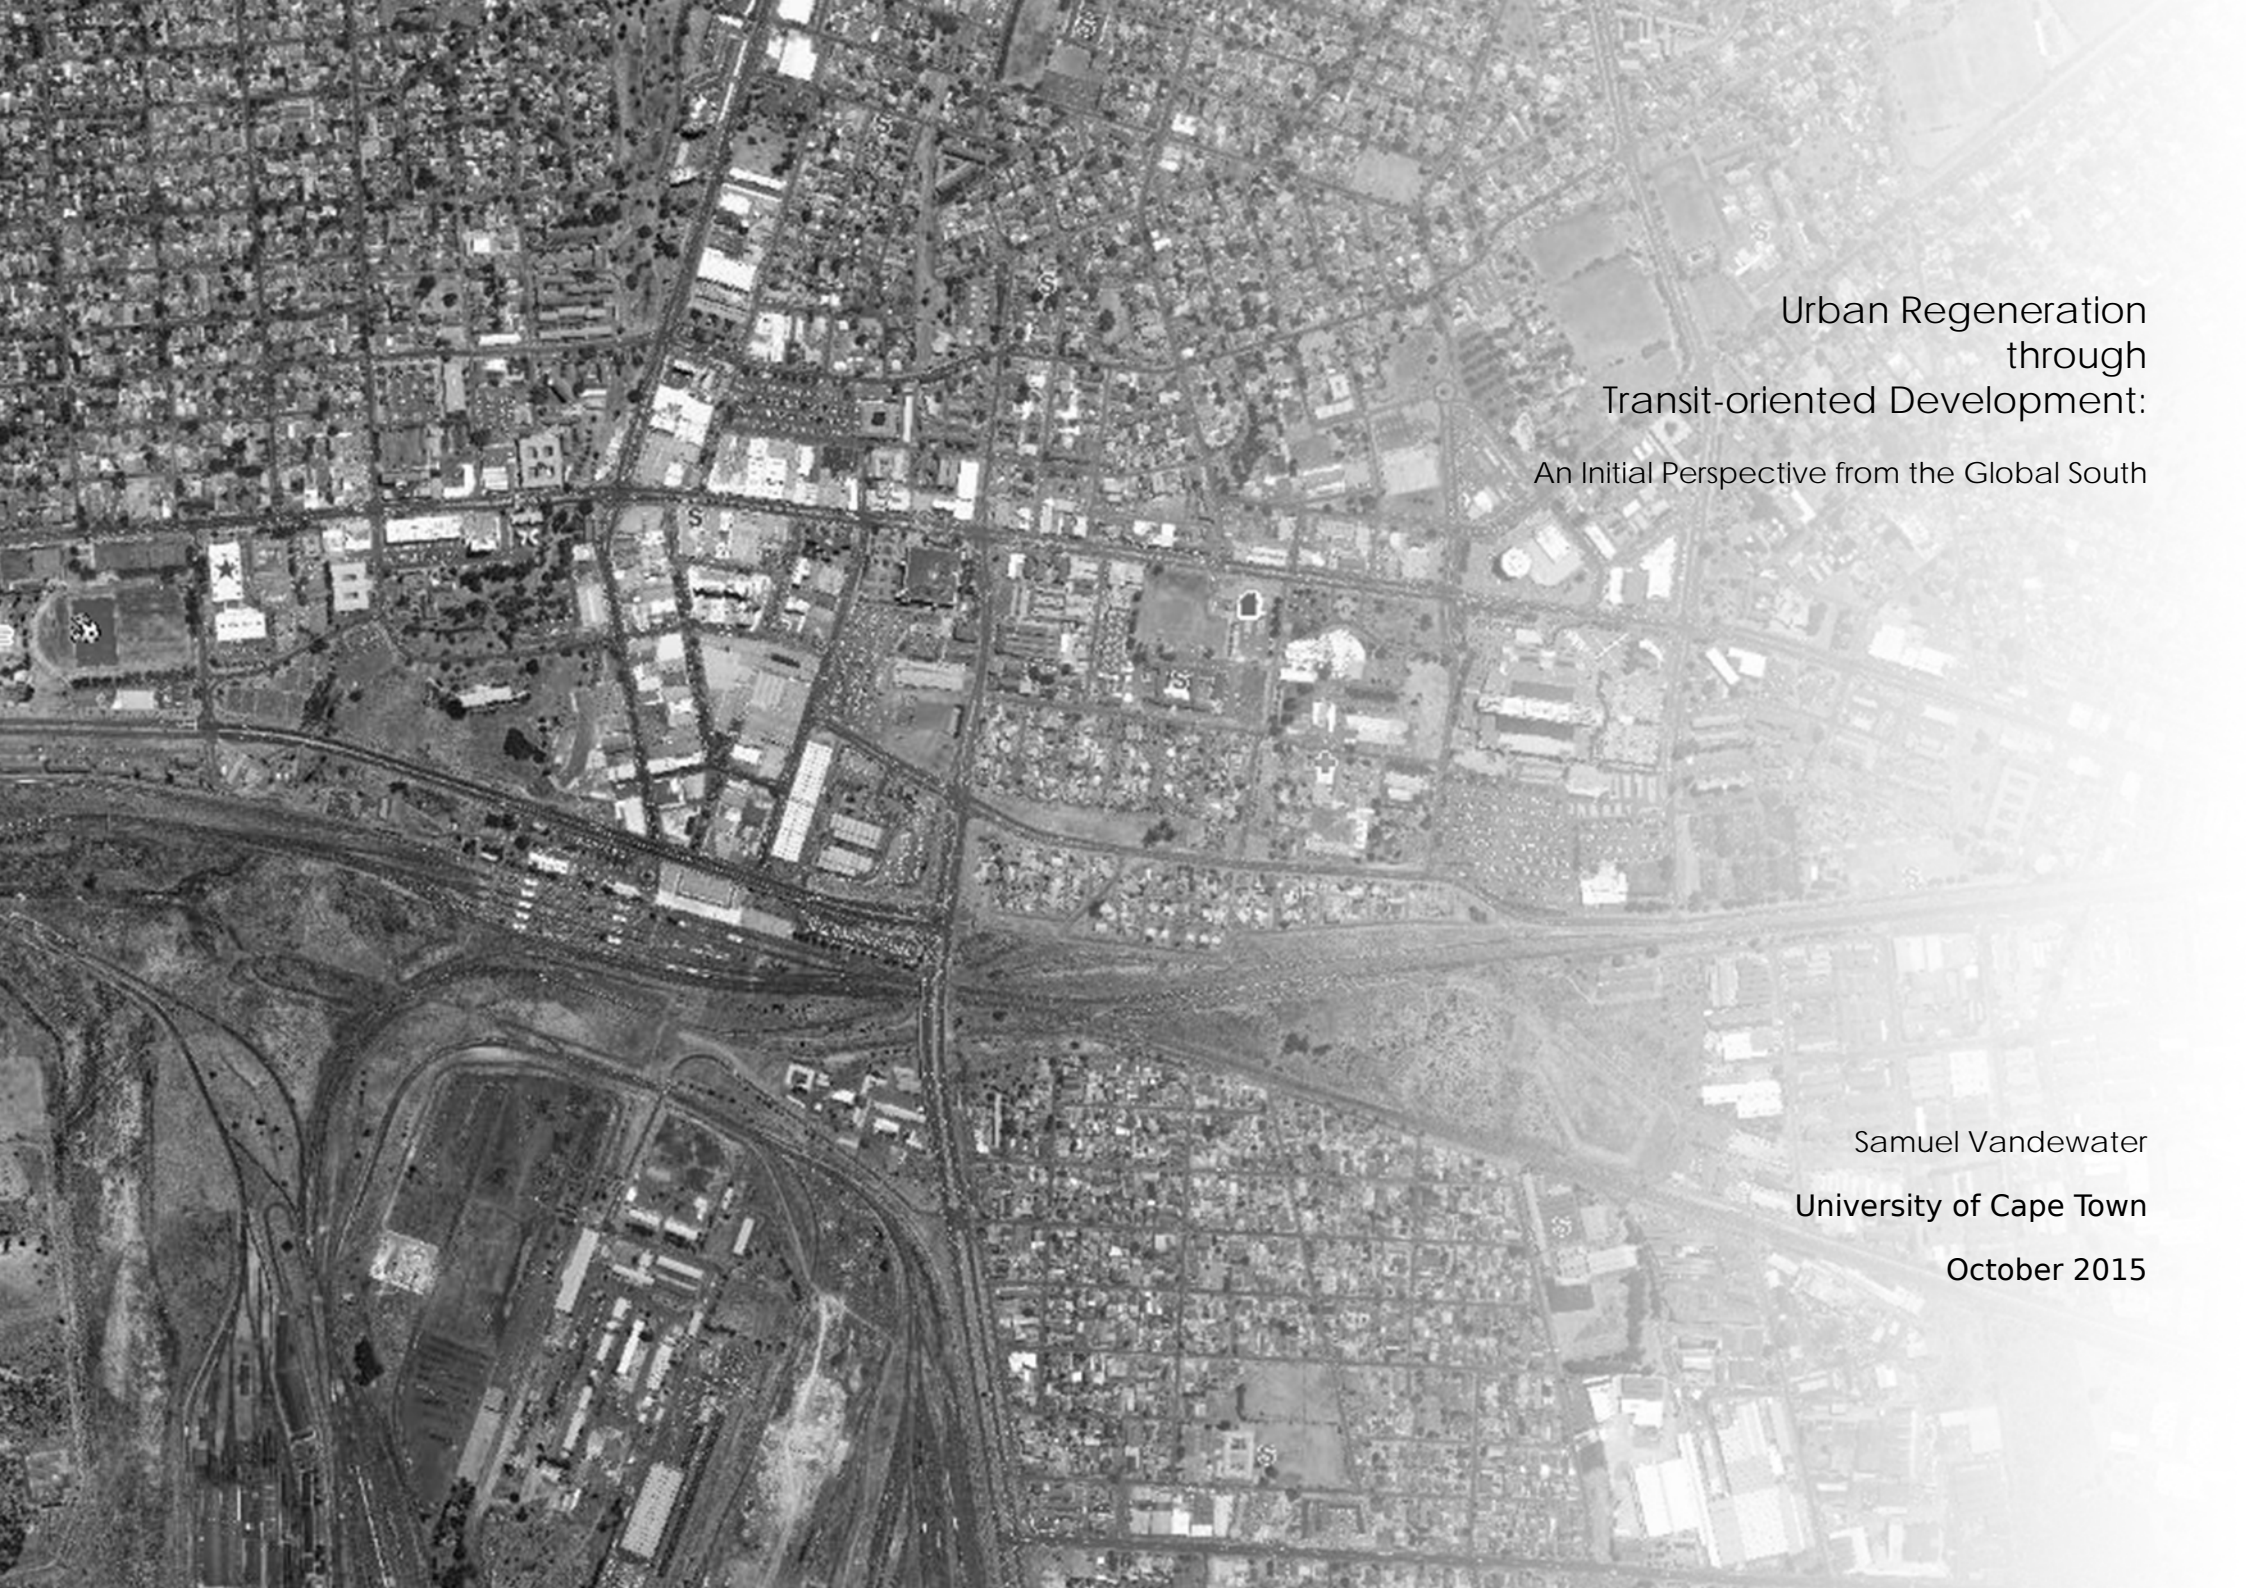 Urban Regeneration
through
Transit-oriented Development:
An Initial Perspective from the Global South
Samuel Vandewater
University of Cape Town
October 2015